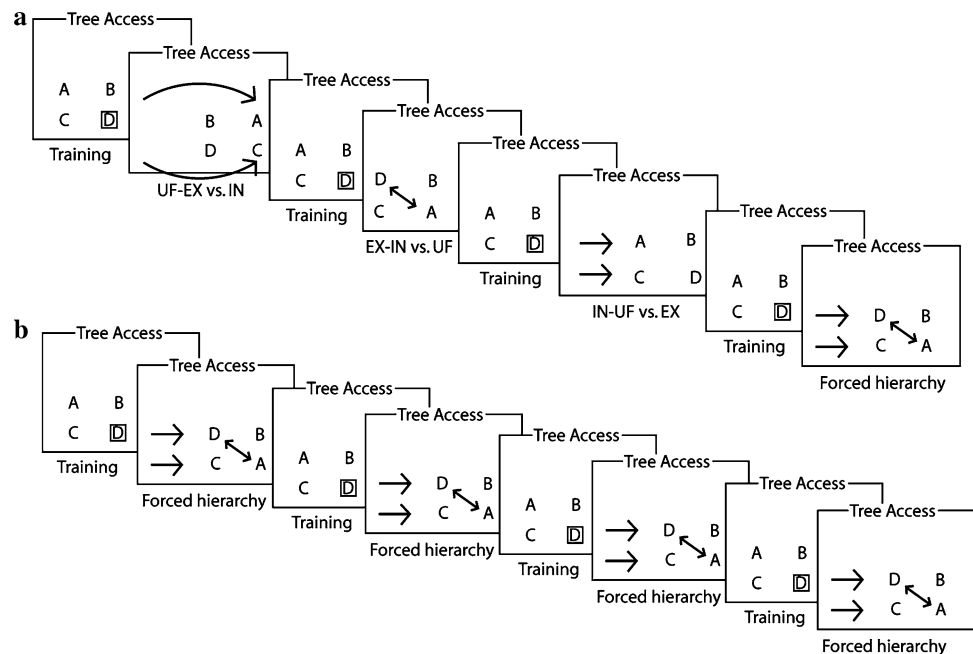 a
Tree Access
A B
C D
Training
Tree Access
B A
D C
UF-EX vs. IN
Tree Access
A B
C D
Training
Tree Access
D B
C A
EX-IN vs. UF
Tree Access
A B
C D
Training
Tree Access
A B
C D
IN-UF vs. EX
Tree Access
A B
C D
Training
Tree Access
D B
C A
Forced hierarchy
b
Tree Access
A B
C D
Training
Tree Access
D B
C A
Forced hierarchy
Tree Access
A B
C D
Training
Tree Access
D B
C A
Forced hierarchy
Tree Access
A B
C D
Training
Tree Access
D B
C A
Forced hierarchy
Tree Access
A B
C D
Training
Tree Access
D B
C A
Forced hierarchy